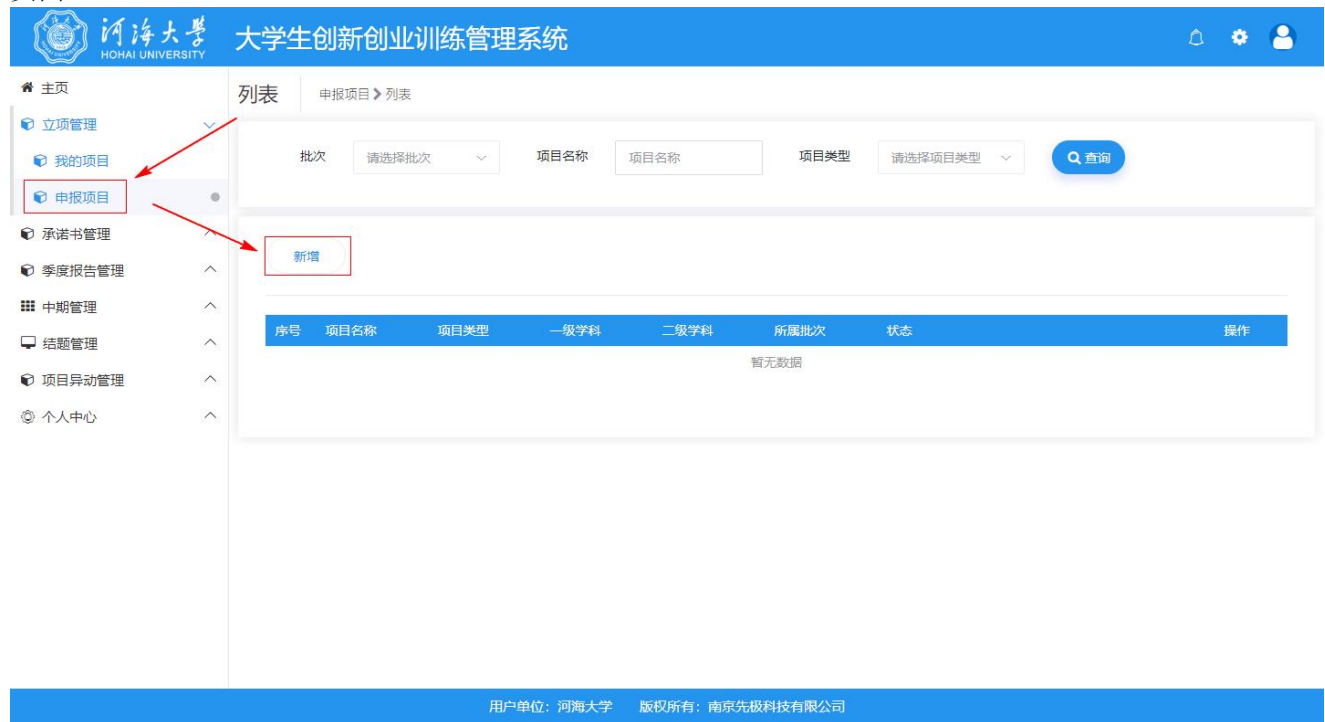 河海大学 大学生创新创业训练管理系统
HOHAI UNIVERSITY
主页
立项管理
我的项目
申报项目
承诺书管理
季度报告管理
中期管理
结题管理
项目异动管理
个人中心
列表 申报项目 列表
批次 请选择批次 项目名称 项目名称 项目类型 请选择项目类型 查询
新增
序号 项目名称 项目类型 一级学科 二级学科 所属批次 状态 操作
暂无数据
用户单位：河海大学 版权所有：南京先极科技有限公司